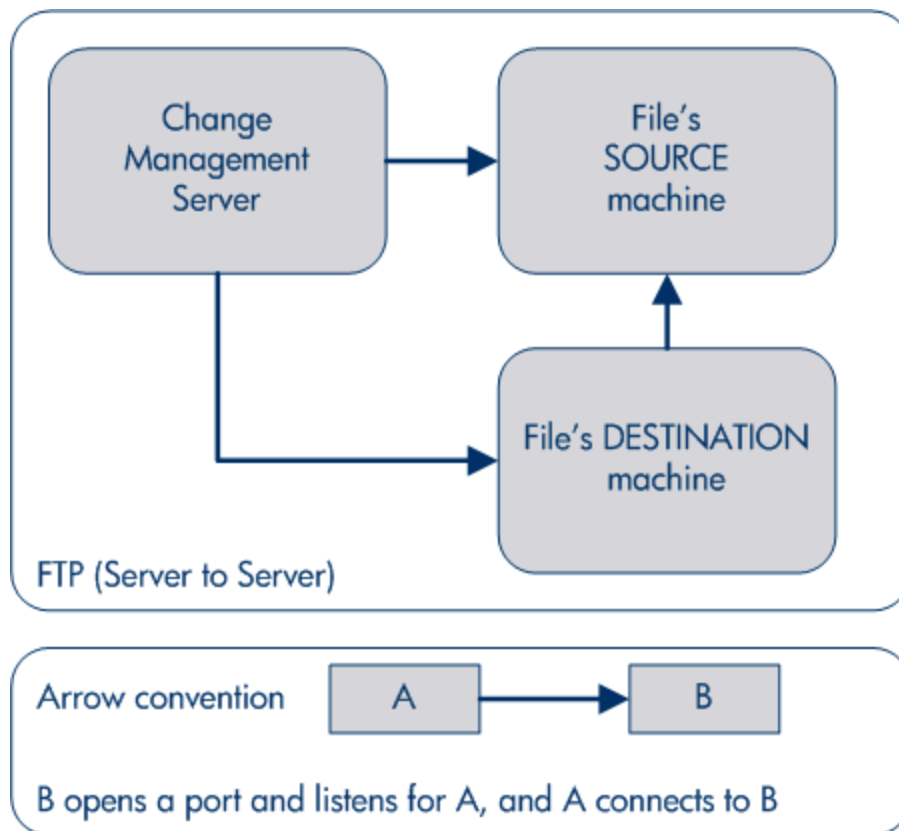 Change
Management
Server
File's
SOURCE
machine
File's DESTINATION
machine
FTP (Server to Server)
Arrow convention
A
B
B opens a port and listens for A, and A connects to B